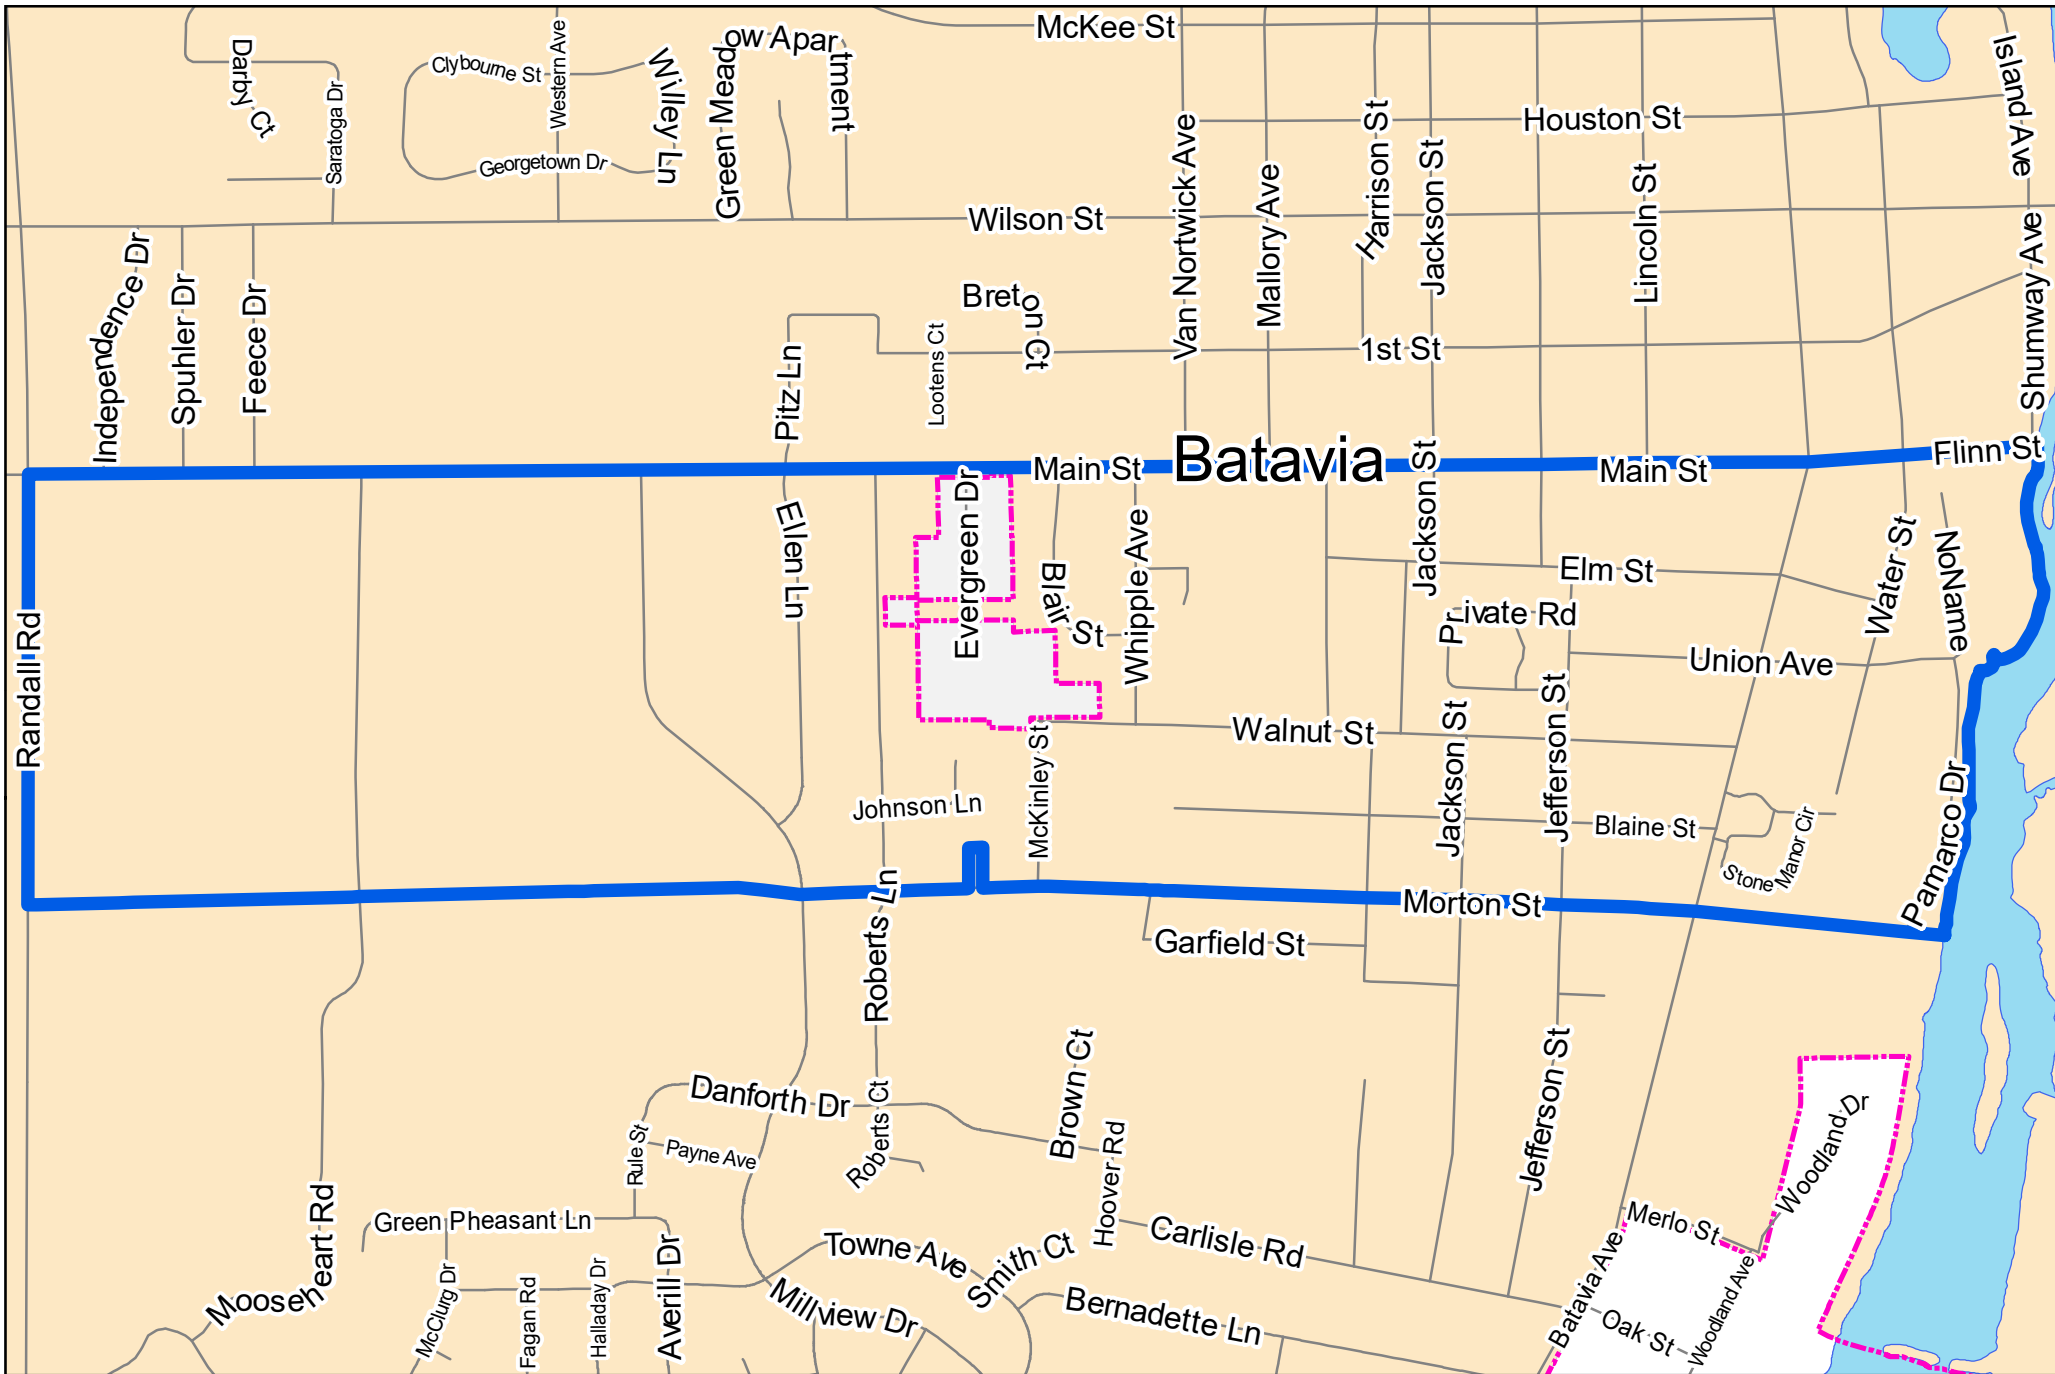 McKee St
Darby Ct
Saratoga Dr
Clybourne St
Western Ave
Willey Ln
Georgetown Dr
Green Meadow Apartment
Houston St
Island Ave
Van Nortwick Ave
Mallory Ave
Harrison St
Jackson St
Lincoln St
Wilson St
Shumway Ave
Independence Dr
Spuhler Dr
Feece Dr
Pitz Ln
Lootens Ct
Breton Ct
1st St
Batavia
Main St
Main St
Flinn St
Randall Rd
Ellen Ln
Evergreen Dr
Blair St
Whipple Ave
Jackson St
Elm St
Private Rd
Water St
NoName
Union Ave
Walnut St
McKinley St
Jackson St
Jefferson St
Johnson Ln
Blaine St
Stone Manor Cir
Pamarco Dr
Morton St
Roberts Ln
Garfield St
Danforth Dr
Roberts Ct
Brown Ct
Hoover Rd
Jefferson St
Woodland Dr
Rule St
Payne Ave
Mooseheart Rd
Green Pheasant Ln
McClurg Dr
Fagan Rd
Halladay Dr
Averill Dr
Towne Ave
Smith Ct
Millview Dr
Carlisle Rd
Bernadette Ln
Merlo St
Batavia Ave
Oak St
Woodland Ave